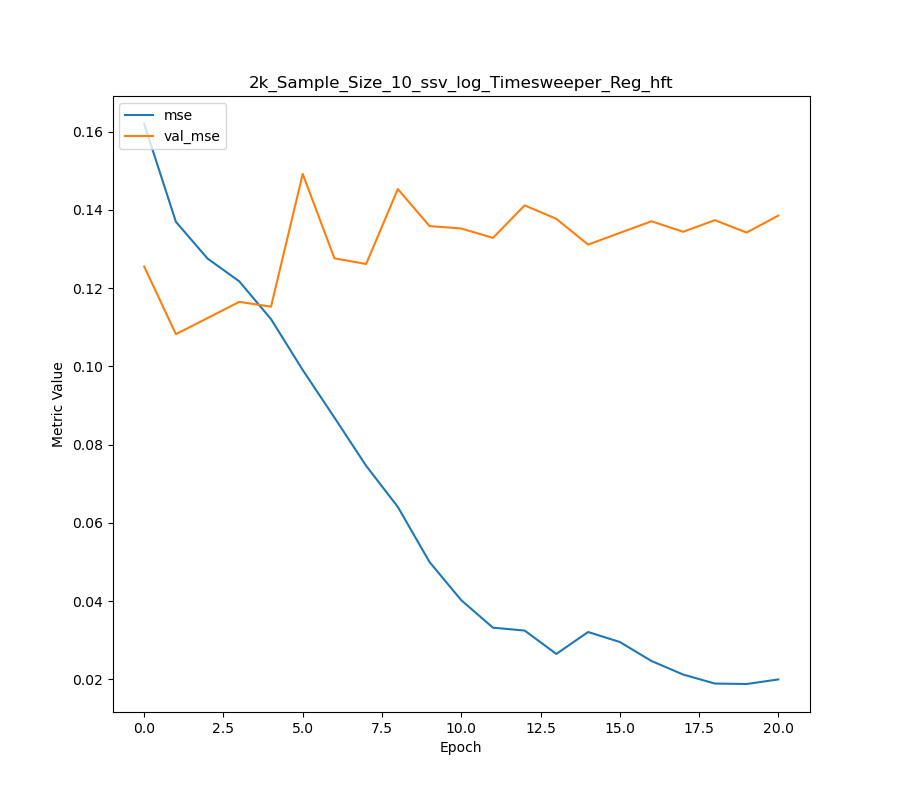 2k_Sample_Size_10_ssv_log_Timesweeper_Reg_hft
mse
val_mse
0.16
0.14
0.12
0.10
0.08
0.06
0.04
0.02
Metric Value
0.0 2.5 5.0 7.5 10.0 12.5 15.0 17.5 20.0
Epoch